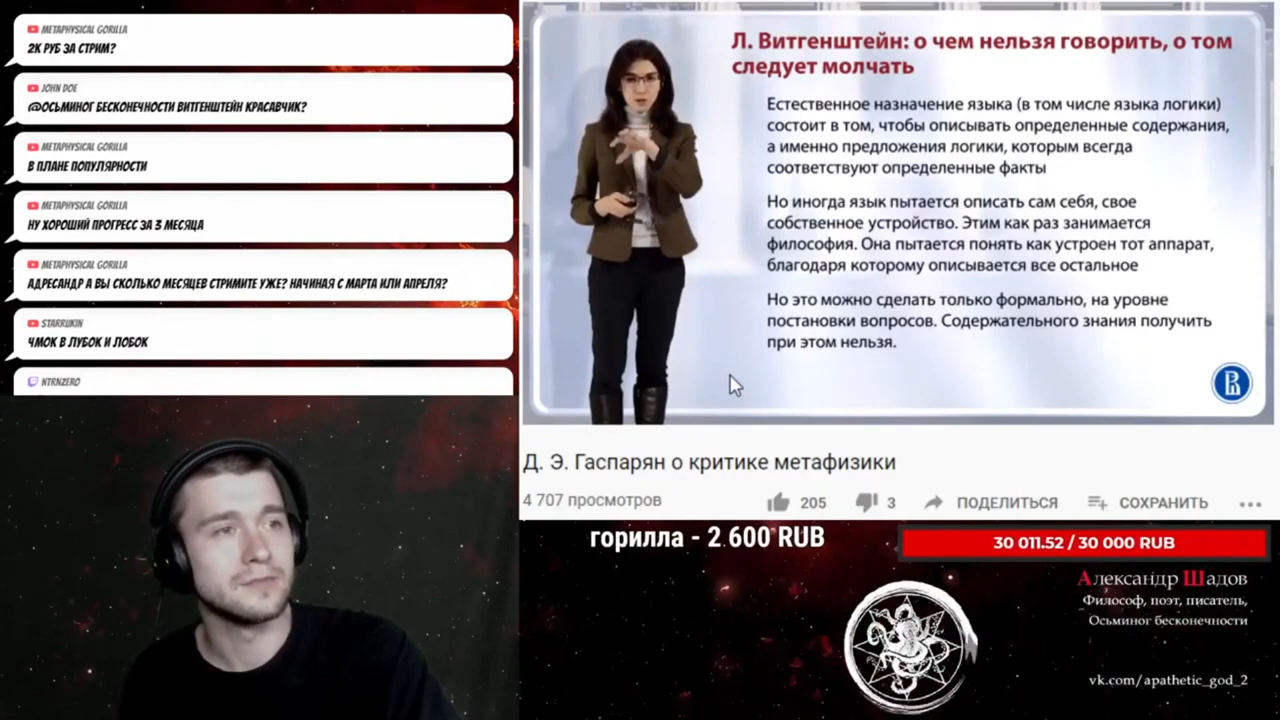 METAPHYSICAL GORILLA
2К РУБ ЗА СТРИМ?
JOHN DOE
@ОСЬМИНОГ БЕСКОНЕЧНОСТИ ВИТГЕНШТЕЙН КРАСАВЧИК?
METAPHYSICAL GORILLA
В ПЛАНЕ ПОПУЛЯРНОСТИ
METAPHYSICAL GORILLA
НУ ХОРОШИЙ ПРОГРЕСС ЗА 3 МЕСЯЦА
METAPHYSICAL GORILLA
АДРЕСАНДР А ВЫ СКОЛЬКО МЕСЯЦЕВ СТРИМИТЕ УЖЕ? НАЧИНАЯ С МАРТА ИЛИ АПРЕЛЯ?
STARRUKIN
ЧМОК В ЛУБОК И ЛОБОК
NTRNZERO
Л. Витгенштейн: о чем нельзя говорить, о том
следует молчать
Естественное назначение языка (в том числе языка логики)
состоит в том, чтобы описывать определенные содержания,
а именно предложения логики, которым всегда
соответствуют определенные факты
Но иногда язык пытается описать сам себя, свое
собственное устройство. Этим как раз занимается
философия. Она пытается понять как устроен тот аппарат,
благодаря которому описывается все остальное
Но это можно сделать только формально, на уровне
постановки вопросов. Содержательного знания получить
при этом нельзя.
Д. Э. Гаспарян о критике метафизики
4 707 просмотров
205
3
ПОДЕЛИТЬСЯ
СОХРАНИТЬ
горилла - 2 600 RUB
30 011.52 / 30 000 RUB
Александр Шадов
Философ, поэт, писатель,
Осьминог бесконечности
vk.com/apathetic_god_2